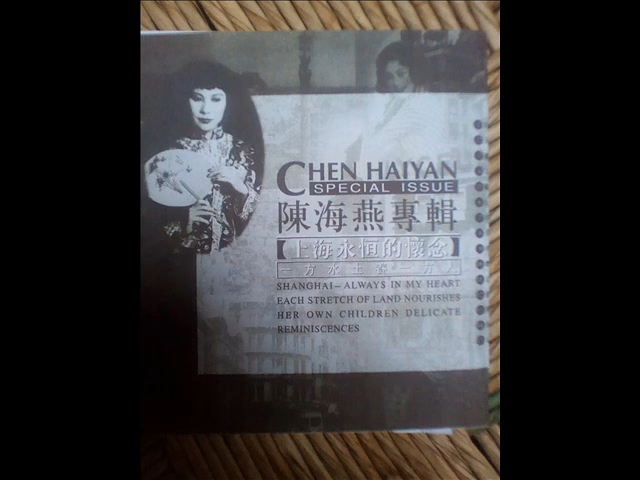 CHEN HAIYAN
SPECIAL ISSUE
陳海燕專輯
【上海永恒的懷念】
一方水土養一方人
SHANGHAI – ALWAYS IN MY HEART
EACH STRETCH OF LAND NOURISHES
HER OWN CHILDREN DELICATE
REMINISCENCES